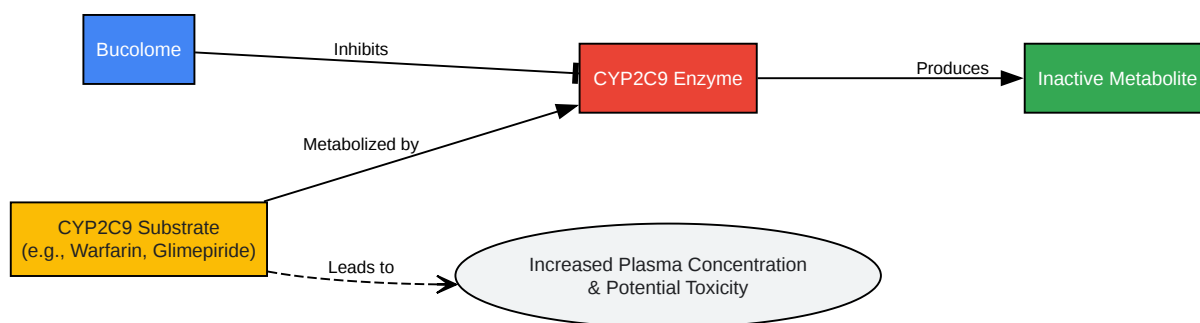 Bucolome
Inhibits
CYP2C9 Enzyme
Produces
Inactive Metabolite
Metabolized by
CYP2C9 Substrate
(e.g., Warfarin, Glimepiride)
Leads to
Increased Plasma Concentration
& Potential Toxicity